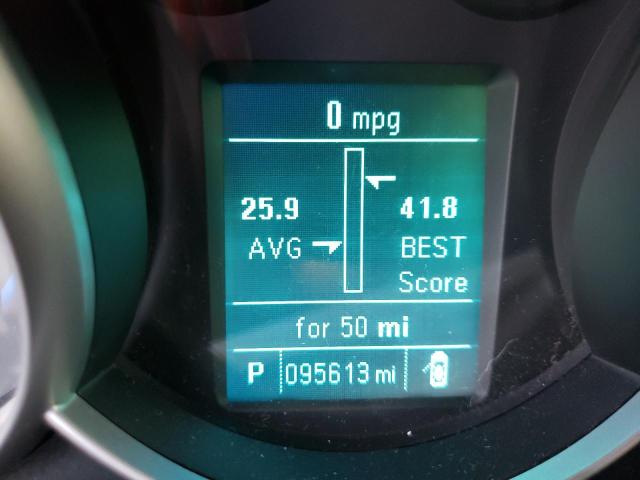 0 mpg
25.9 41.8
AVG BEST
Score
for 50 mi
P 095613 mi